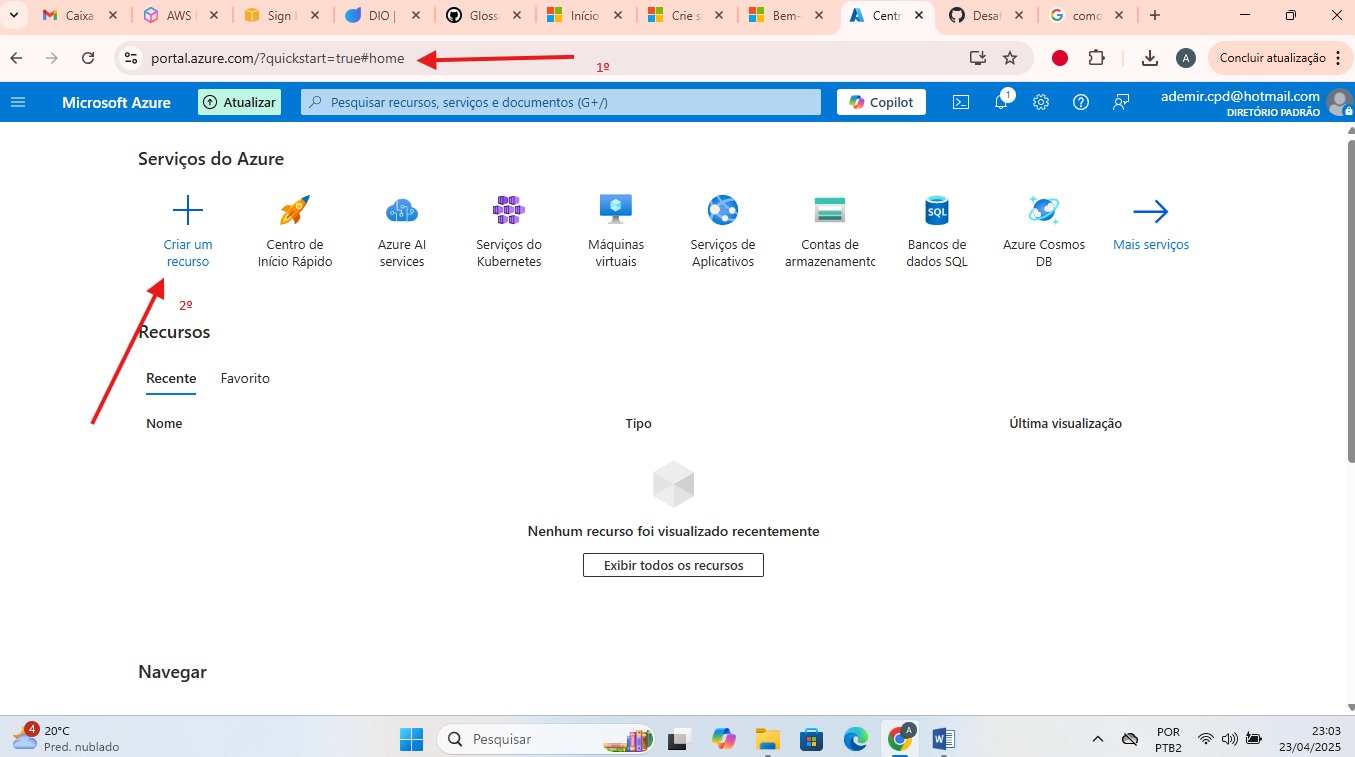 Caixa
AWS
Sign i
DIO |
Gloss
Início
Crie s
Bem-
Centr
Desaf
como
portal.azure.com/?quickstart=true#home
1º
A
Concluir atualização
Microsoft Azure
Atualizar
Pesquisar recursos, serviços e documentos (G+/)
Copilot
1
ademir.cpd@hotmail.com
DIRETÓRIO PADRÃO
Serviços do Azure
Criar um
recurso
Centro de
Início Rápido
Azure AI
services
Serviços do
Kubernetes
Máquinas
virtuais
Serviços de
Aplicativos
Contas de
armazenamento
SQL
Bancos de
dados SQL
Azure Cosmos
DB
Mais serviços
2º
Recursos
Recente
Favorito
Nome
Tipo
Última visualização
Nenhum recurso foi visualizado recentemente
Exibir todos os recursos
Navegar
4
20°C
Pred. nublado
Pesquisar
A
W
POR
PTB2
23:03
23/04/2025